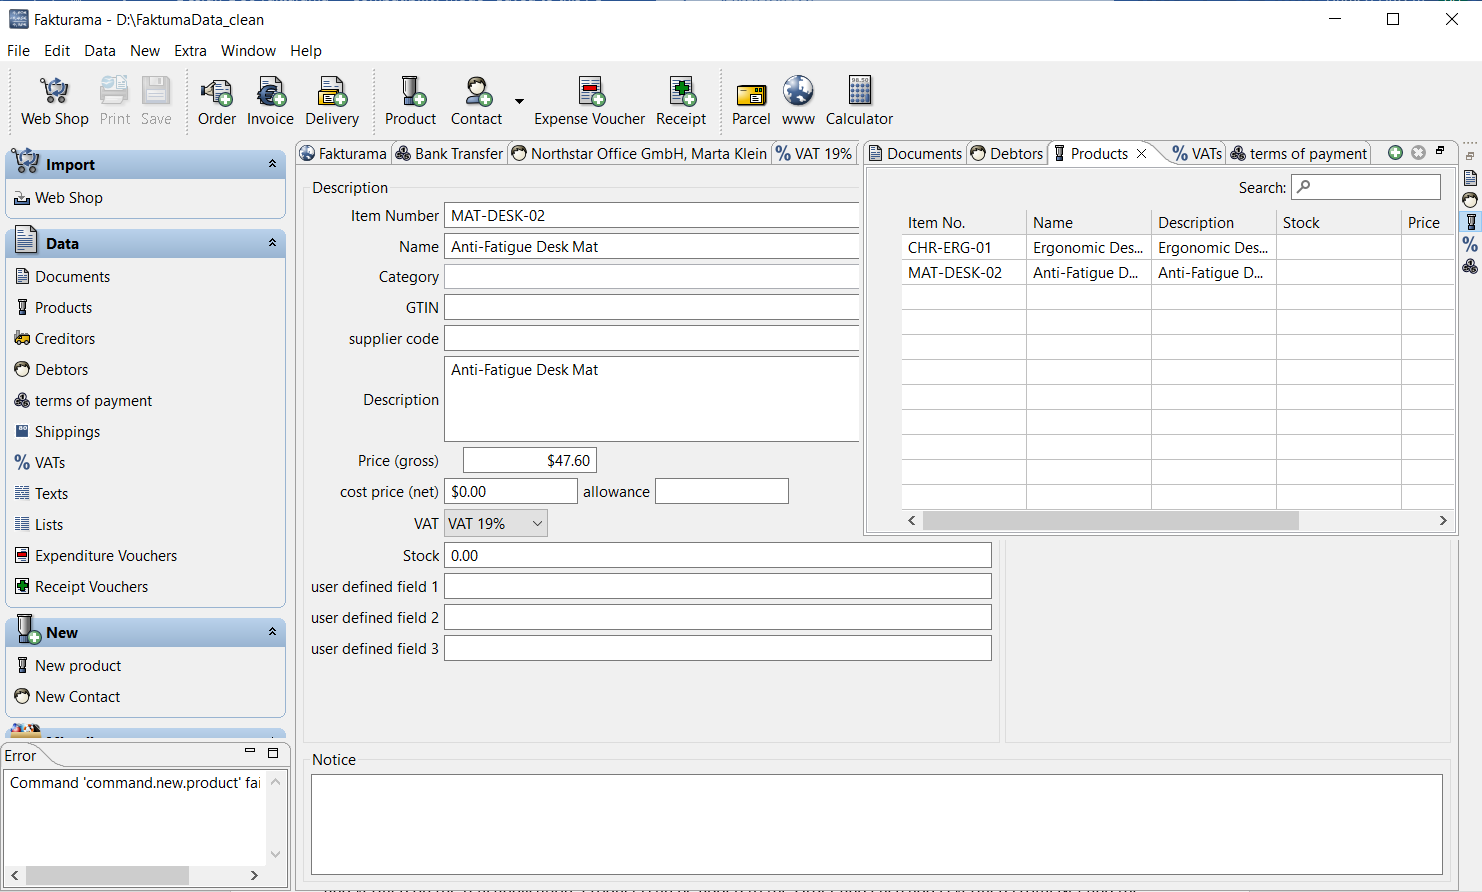 Fakturama - D:\FaktumaData_clean
File Edit Data New Extra Window Help
Web Shop Print Save Order Invoice Delivery Product Contact Expense Voucher Receipt Parcel www Calculator
Import
Web Shop
Data
Documents
Products
Creditors
Debtors
terms of payment
Shippings
VATs
Texts
Lists
Expenditure Vouchers
Receipt Vouchers
New
New product
New Contact
Error
Command 'command.new.product' fai
Fakturama Bank Transfer Northstar Office GmbH, Marta Klein VAT 19%
Description
Item Number MAT-DESK-02
Name Anti-Fatigue Desk Mat
Category
GTIN
supplier code
Description Anti-Fatigue Desk Mat
Price (gross) $47.60
cost price (net) $0.00 allowance
VAT VAT 19%
Stock 0.00
user defined field 1
user defined field 2
user defined field 3
Notice
Documents Debtors Products VATs terms of payment
Search:
Item No. Name Description Stock Price
CHR-ERG-01 Ergonomic Des... Ergonomic Des...
MAT-DESK-02 Anti-Fatigue D... Anti-Fatigue D...